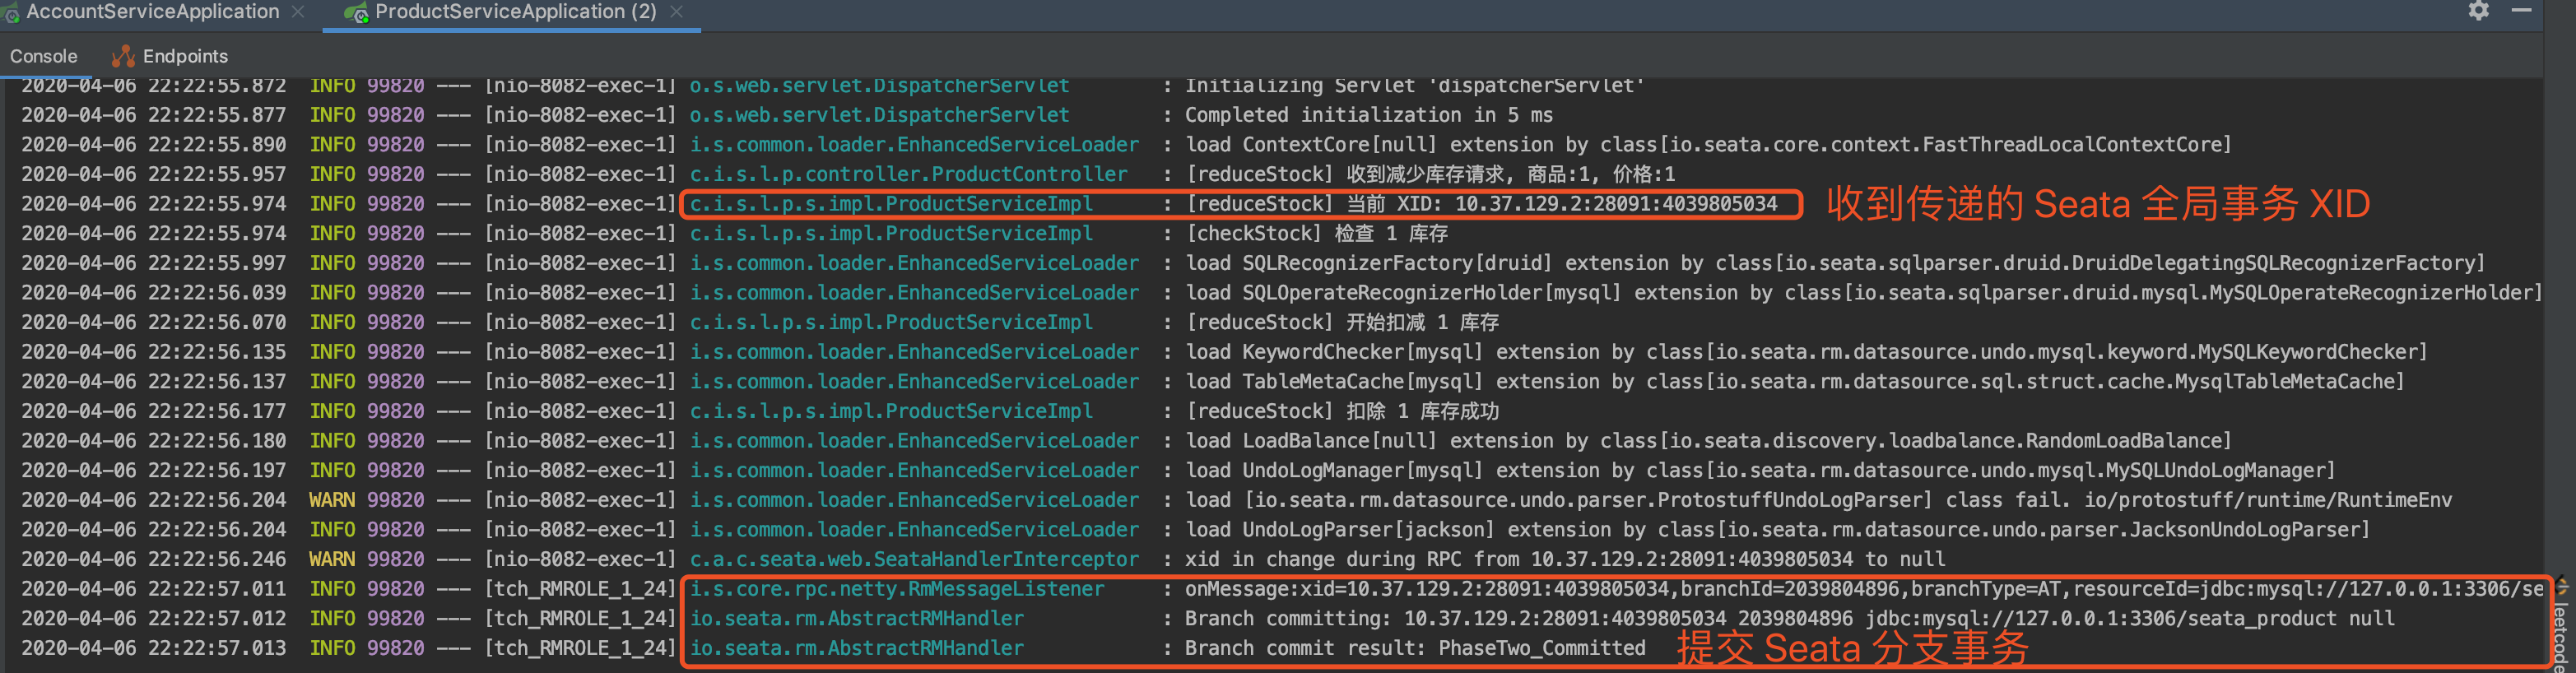 AccountServiceApplication ProductServiceApplication (2)
Console Endpoints
2020-04-06 22:22:55.872 INFO 99820 --- [nio-8082-exec-1] o.s.web.servlet.DispatcherServlet : Initializing Servlet 'dispatcherServlet'
2020-04-06 22:22:55.877 INFO 99820 --- [nio-8082-exec-1] o.s.web.servlet.DispatcherServlet : Completed initialization in 5 ms
2020-04-06 22:22:55.890 INFO 99820 --- [nio-8082-exec-1] i.s.common.loader.EnhancedServiceLoader : load ContextCore[null] extension by class[io.seata.core.context.FastThreadLocalContextCore]
2020-04-06 22:22:55.957 INFO 99820 --- [nio-8082-exec-1] c.i.s.l.p.controller.ProductController : [reduceStock] 收到减少库存请求, 商品:1, 价格:1
2020-04-06 22:22:55.974 INFO 99820 --- [nio-8082-exec-1] c.i.s.l.p.s.impl.ProductServiceImpl : [reduceStock] 当前 XID: 10.37.129.2:28091:4039805034 收到传递的 Seata 全局事务 XID
2020-04-06 22:22:55.974 INFO 99820 --- [nio-8082-exec-1] c.i.s.l.p.s.impl.ProductServiceImpl : [checkStock] 检查 1 库存
2020-04-06 22:22:55.997 INFO 99820 --- [nio-8082-exec-1] i.s.common.loader.EnhancedServiceLoader : load SQLRecognizerFactory[druid] extension by class[io.seata.sqlparser.druid.DruidDelegatingSQLRecognizerFactory]
2020-04-06 22:22:56.039 INFO 99820 --- [nio-8082-exec-1] i.s.common.loader.EnhancedServiceLoader : load SQLOperateRecognizerHolder[mysql] extension by class[io.seata.sqlparser.druid.mysql.MySQLOperateRecognizerHolder]
2020-04-06 22:22:56.070 INFO 99820 --- [nio-8082-exec-1] c.i.s.l.p.s.impl.ProductServiceImpl : [reduceStock] 开始扣减 1 库存
2020-04-06 22:22:56.135 INFO 99820 --- [nio-8082-exec-1] i.s.common.loader.EnhancedServiceLoader : load KeywordChecker[mysql] extension by class[io.seata.rm.datasource.undo.mysql.keyword.MySQLKeywordChecker]
2020-04-06 22:22:56.137 INFO 99820 --- [nio-8082-exec-1] i.s.common.loader.EnhancedServiceLoader : load TableMetaCache[mysql] extension by class[io.seata.rm.datasource.sql.struct.cache.MysqlTableMetaCache]
2020-04-06 22:22:56.177 INFO 99820 --- [nio-8082-exec-1] c.i.s.l.p.s.impl.ProductServiceImpl : [reduceStock] 扣除 1 库存成功
2020-04-06 22:22:56.180 INFO 99820 --- [nio-8082-exec-1] i.s.common.loader.EnhancedServiceLoader : load LoadBalance[null] extension by class[io.seata.discovery.loadbalance.RandomLoadBalance]
2020-04-06 22:22:56.197 INFO 99820 --- [nio-8082-exec-1] i.s.common.loader.EnhancedServiceLoader : load UndoLogManager[mysql] extension by class[io.seata.rm.datasource.undo.mysql.MySQLUndoLogManager]
2020-04-06 22:22:56.204 WARN 99820 --- [nio-8082-exec-1] i.s.common.loader.EnhancedServiceLoader : load [io.seata.rm.datasource.undo.parser.ProtostuffUndoLogParser] class fail. io/protostuff/runtime/RuntimeEnv
2020-04-06 22:22:56.204 INFO 99820 --- [nio-8082-exec-1] i.s.common.loader.EnhancedServiceLoader : load UndoLogParser[jackson] extension by class[io.seata.rm.datasource.undo.parser.JacksonUndoLogParser]
2020-04-06 22:22:56.246 WARN 99820 --- [nio-8082-exec-1] c.a.c.seata.web.SeataHandlerInterceptor : xid in change during RPC from 10.37.129.2:28091:4039805034 to null
2020-04-06 22:22:57.011 INFO 99820 --- [tch_RMROLE_1_24] i.s.core.rpc.netty.RmMessageListener : onMessage:xid=10.37.129.2:28091:4039805034,branchId=2039804896,branchType=AT,resourceId=jdbc:mysql://127.0.0.1:3306/se
2020-04-06 22:22:57.012 INFO 99820 --- [tch_RMROLE_1_24] io.seata.rm.AbstractRMHandler : Branch committing: 10.37.129.2:28091:4039805034 2039804896 jdbc:mysql://127.0.0.1:3306/seata_product null
2020-04-06 22:22:57.013 INFO 99820 --- [tch_RMROLE_1_24] io.seata.rm.AbstractRMHandler : Branch commit result: PhaseTwo_Committed 提交 Seata 分支事务
leetcode